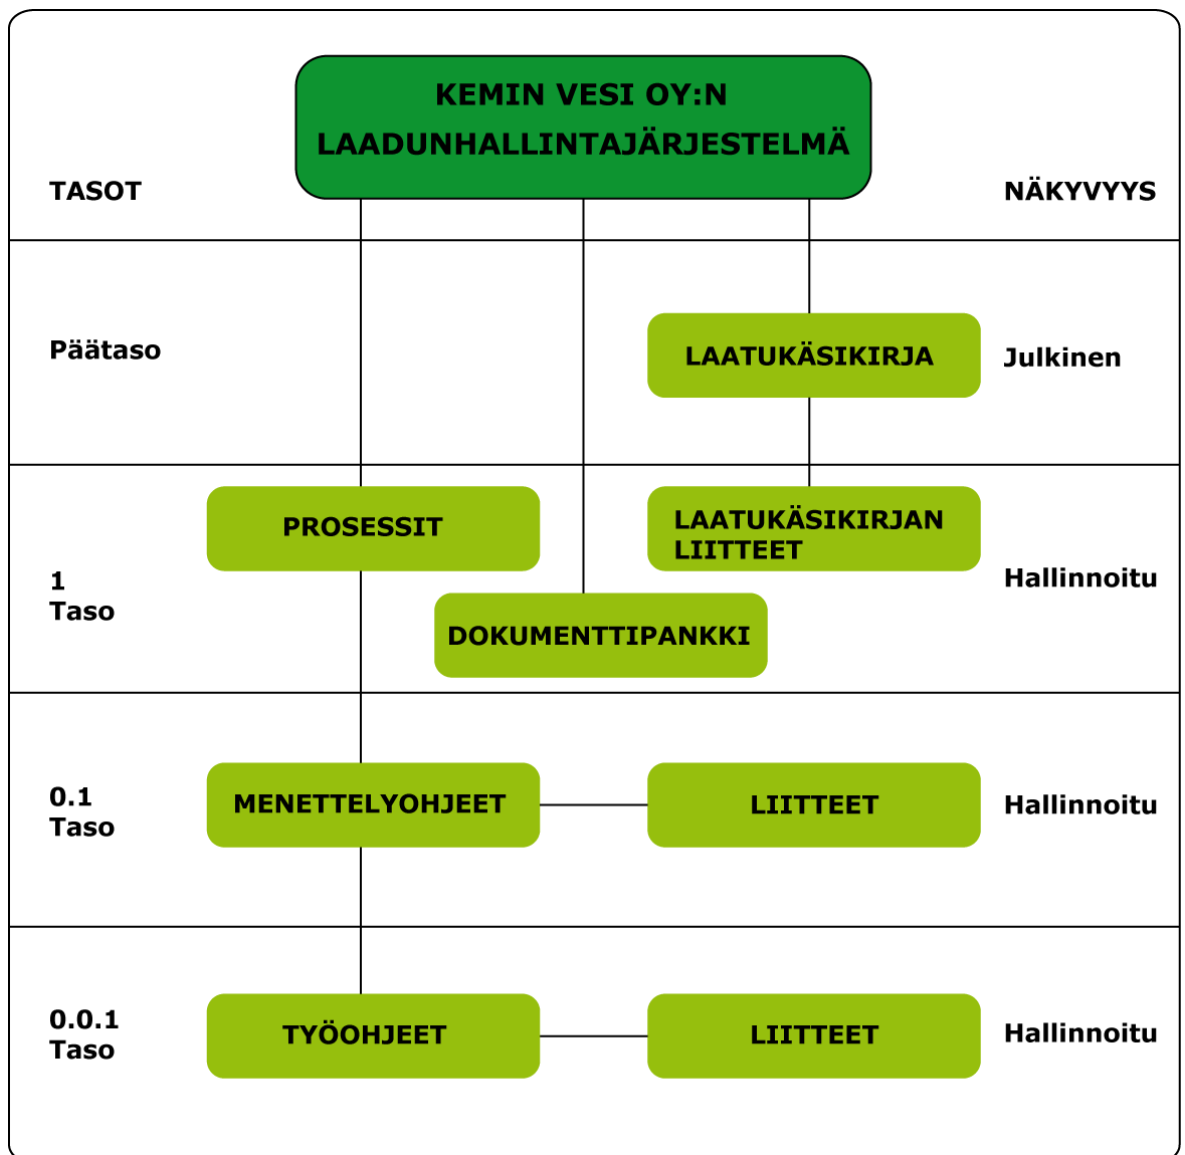 KEMIN VESI OY:N
LAADUNHALLINTAJÄRJESTELMÄ
TASOT
NÄKYVYYS
Päätaso
LAATUKÄSIKIRJA
Julkinen
PROSESSIT
LAATUKÄSIKIRJAN
LIITTEET
1
Taso
Hallinnoitu
DOKUMENTTIPANKKI
0.1
Taso
MENETTELYOHJEET
LIITTEET
Hallinnoitu
0.0.1
Taso
TYÖOHJEET
LIITTEET
Hallinnoitu